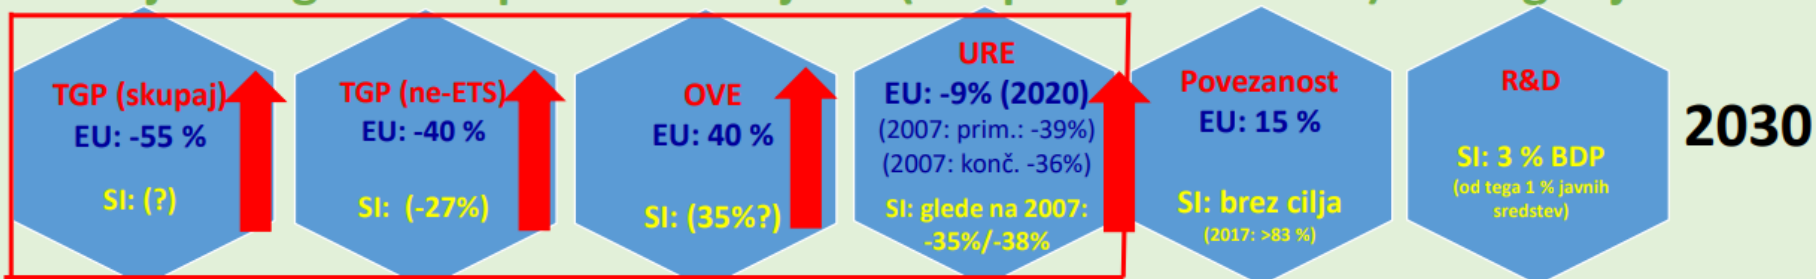 TGP (skupaj)
EU: -55 %
SI: (?)
TGP (ne-ETS)
EU: -40 %
SI: (-27%)
OVE
EU: 40 %
SI: (35%?)
URE
EU: -9% (2020)
(2007: prim.: -39%)
(2007: konč. -36%)
SI: glede na 2007:
-35%/-38%
Povezanost
EU: 15 %
SI: brez cilja
(2017: >83 %)
R&D
SI: 3 % BDP
(od tega 1 % javnih
sredstev)
2030